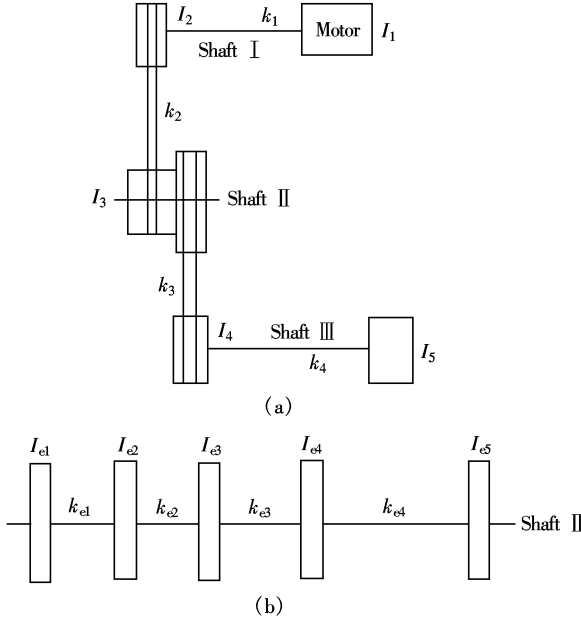 I₂ k₁ Motor I₁
Shaft Ⅰ
k₂
I₃ Shaft Ⅱ
k₃
I₄ Shaft Ⅲ
k₄ I₅
(a)
Iₑ₁ Iₑ₂ Iₑ₃ Iₑ₄ Iₑ₅
kₑ₁ kₑ₂ kₑ₃ kₑ₄ Shaft Ⅱ
(b)